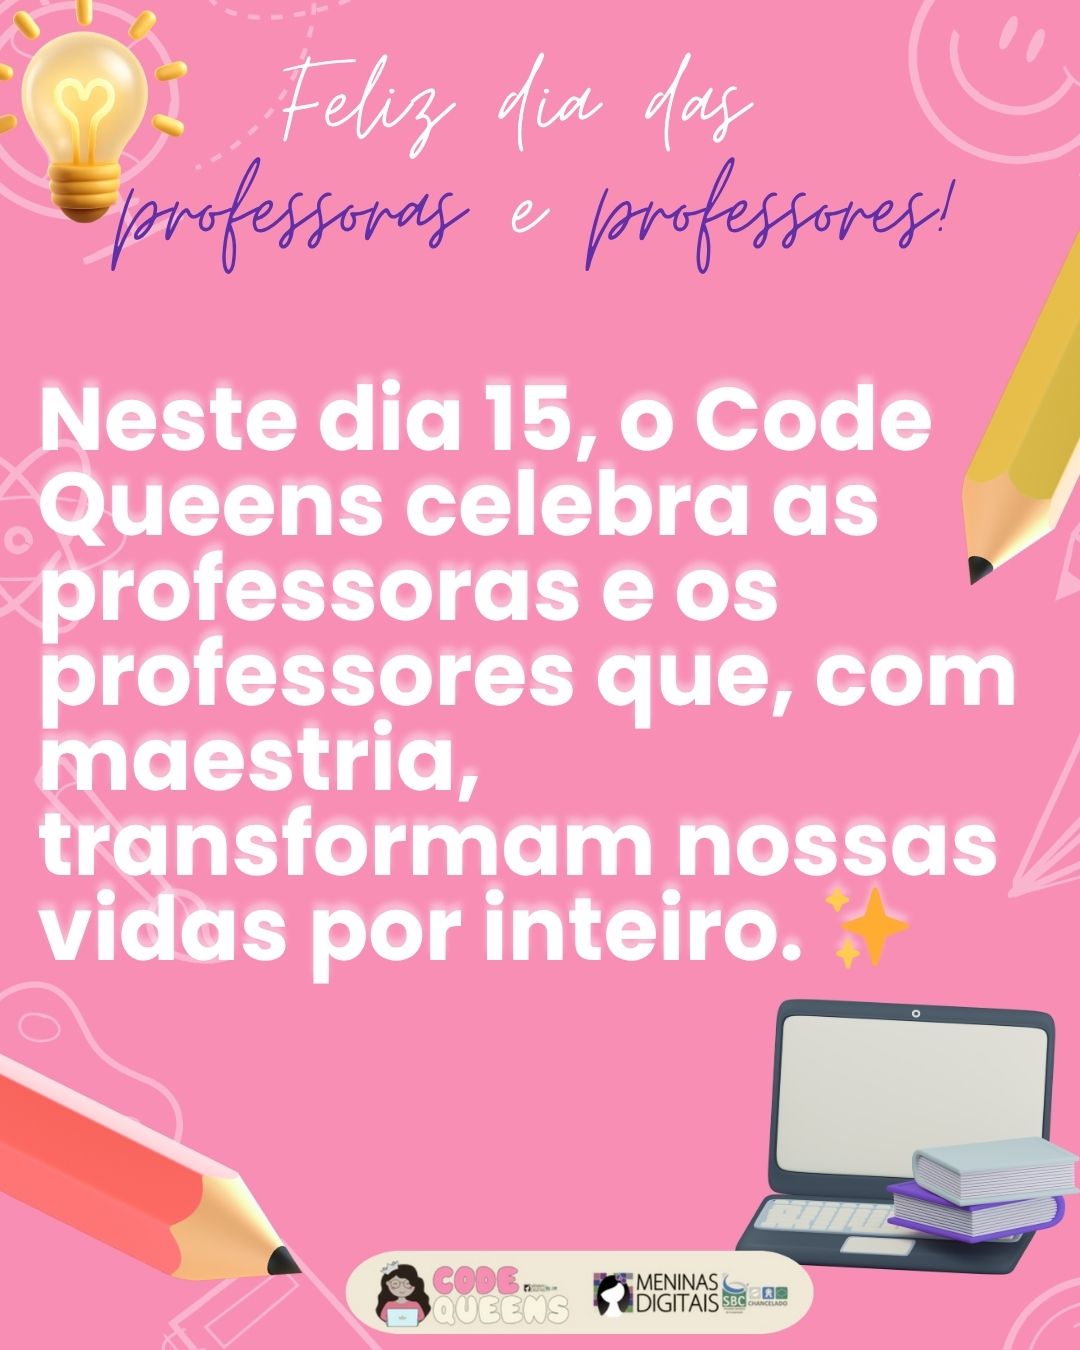 Feliz dia das
professoras e professores!
Neste dia 15, o Code
Queens celebra as
professoras e os
professores que, com
maestria,
transformam nossas
vidas por inteiro. ✨
CODE
QUEENS
MENINAS
DIGITAIS
SBC
CHANCELADO